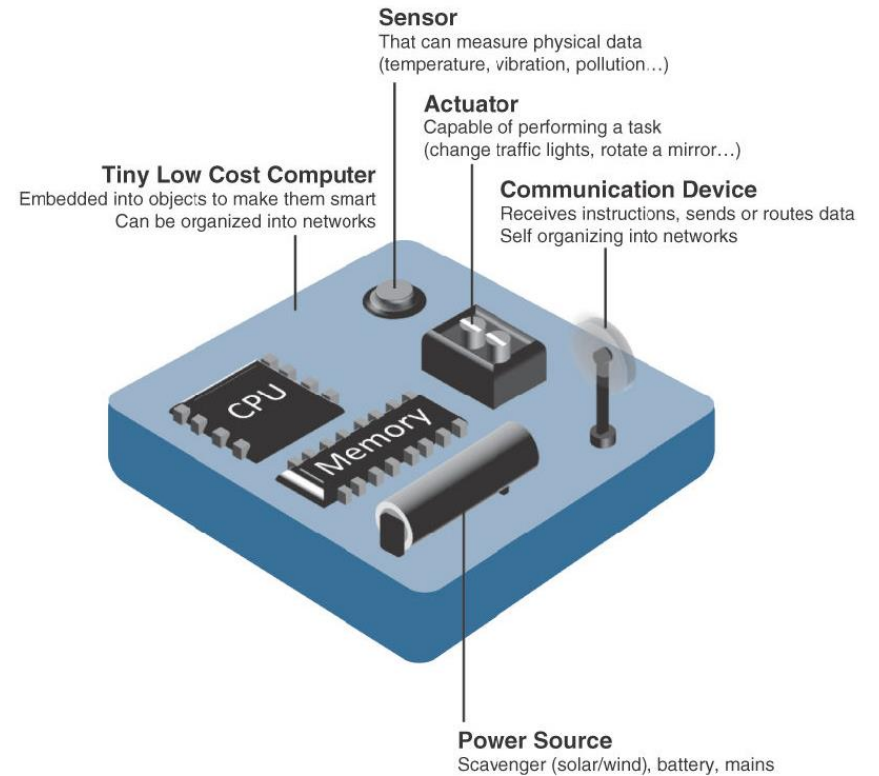 Sensor
That can measure physical data
(temperature, vibration, pollution…)
Actuator
Capable of performing a task
(change traffic lights, rotate a mirror…)
Tiny Low Cost Computer
Embedded into objects to make them smart
Can be organized into networks
Communication Device
Receives instructions, sends or routes data
Self organizing into networks
CPU
Memory
Power Source
Scavenger (solar/wind), battery, mains